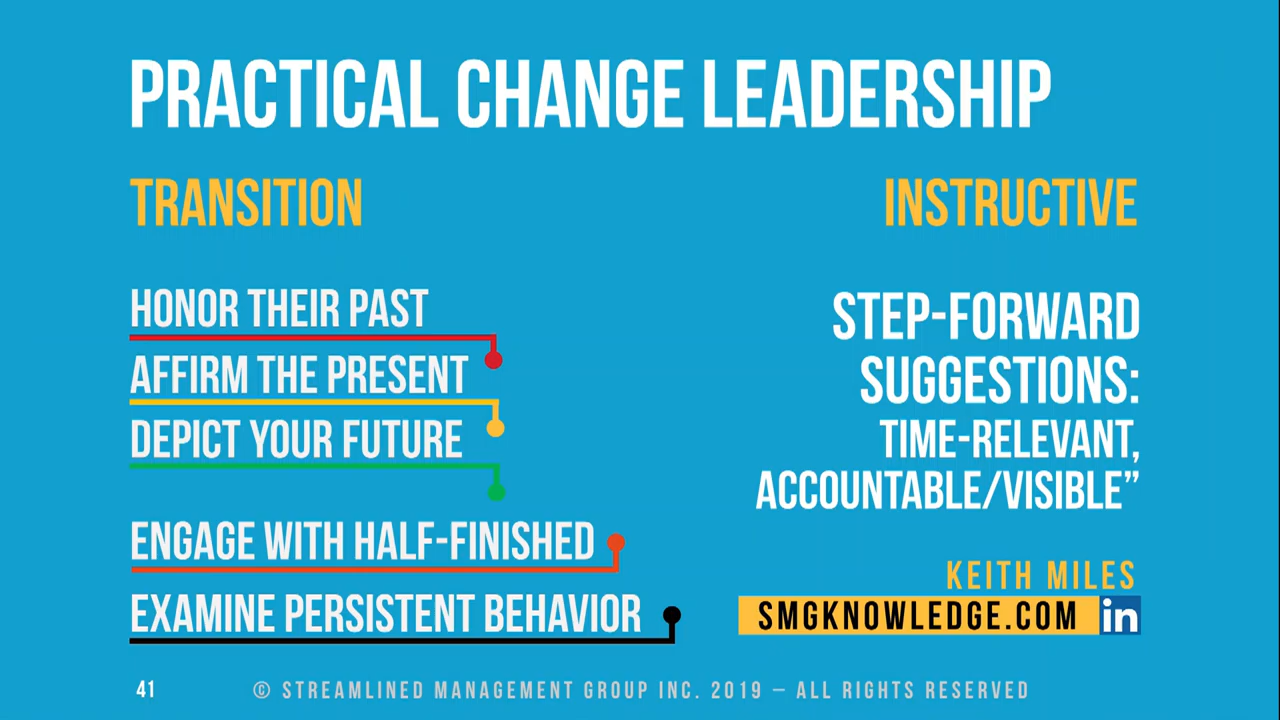 PRACTICAL CHANGE LEADERSHIP
TRANSITION
HONOR THEIR PAST
AFFIRM THE PRESENT
DEPICT YOUR FUTURE
ENGAGE WITH HALF-FINISHED
EXAMINE PERSISTENT BEHAVIOR
INSTRUCTIVE
STEP-FORWARD
SUGGESTIONS:
TIME-RELEVANT,
ACCOUNTABLE/VISIBLE”
KEITH MILES
SMGKNOWLEDGE.COM in
41 © STREAMLINED MANAGEMENT GROUP INC. 2019 – ALL RIGHTS RESERVED